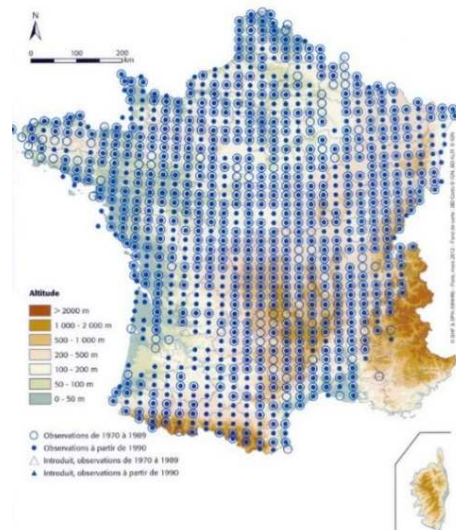 N
0 100 200
km
Altitude
> 2000 m
1 000 - 2 000 m
500 - 1 000 m
200 - 500 m
100 - 200 m
50 - 100 m
0 - 50 m
Observations de 1970 à 1989
Observations à partir de 1990
Introduit, observations de 1970 à 1989
Introduit, observations à partir de 1990